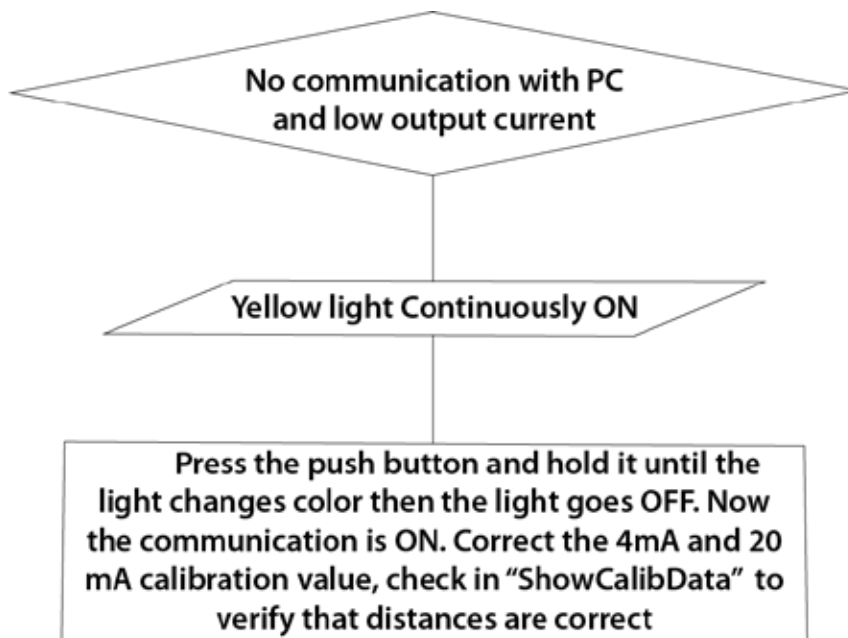 No communication with PC
and low output current
Yellow light Continuously ON
Press the push button and hold it until the
light changes color then the light goes OFF. Now
the communication is ON. Correct the 4mA and 20
mA calibration value, check in “ShowCalibData” to
verify that distances are correct